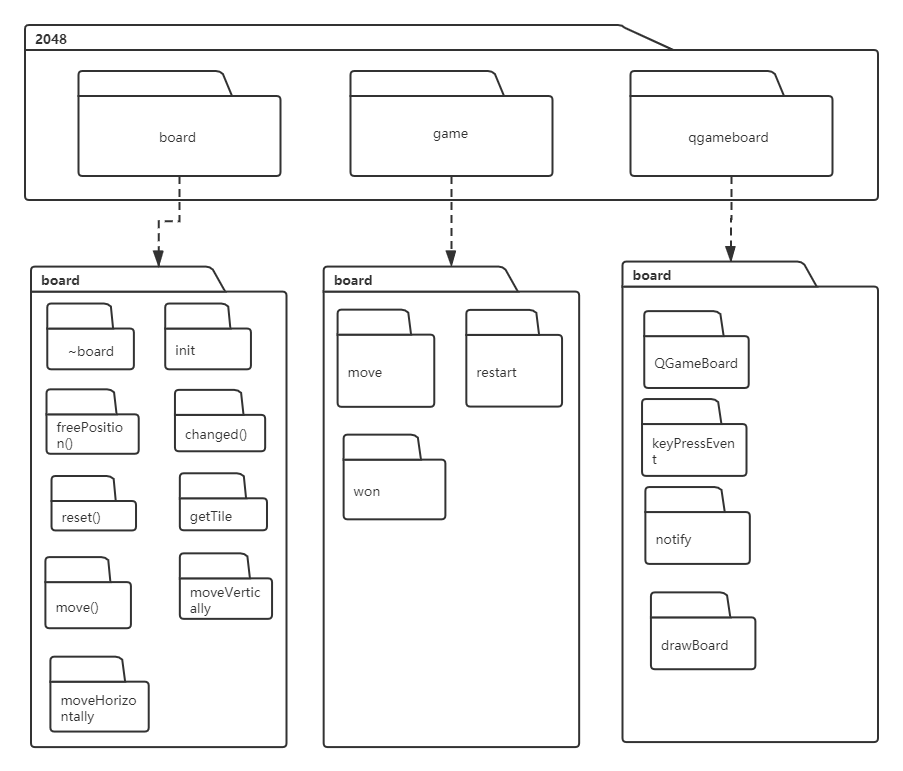 2048
board
game
qgameboard
board
~board
init
freePositio
n()
changed()
reset()
getTile
move()
moveVertic
ally
moveHorizo
ntally
board
move
restart
won
board
QGameBoard
keyPressEven
t
notify
drawBoard